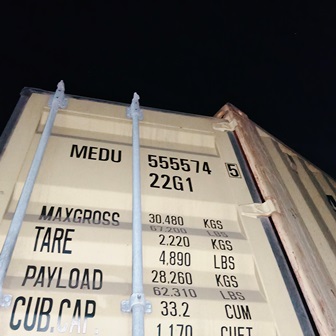 MEDU 555574 5
22G1
MAXGROSS 30.480 KGS
67.200 LBS
TARE 2.220 KGS
4.890 LBS
PAYLOAD 28.260 KGS
62.310 LBS
CUB.CAP. 33.2 CUM
1.170 CUFT